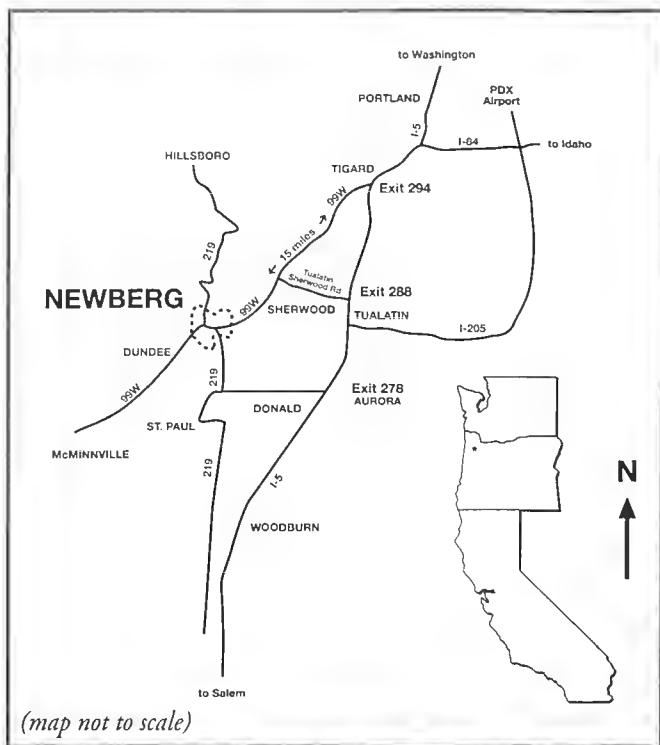 to Washington
PORTLAND
PDX
Airport
I-5
I-84
to Idaho
HILLSBORO
TIGARD
Exit 294
99W
219
15 miles
Tualatin
Sherwood Rd
Exit 288
NEWBERG
99W
SHERWOOD
TUALATIN
I-205
DUNDEE
99W
219
Exit 278
AURORA
DONALD
ST. PAUL
McMINNVILLE
219
I-5
WOODBURN
N
to Salem
(map not to scale)